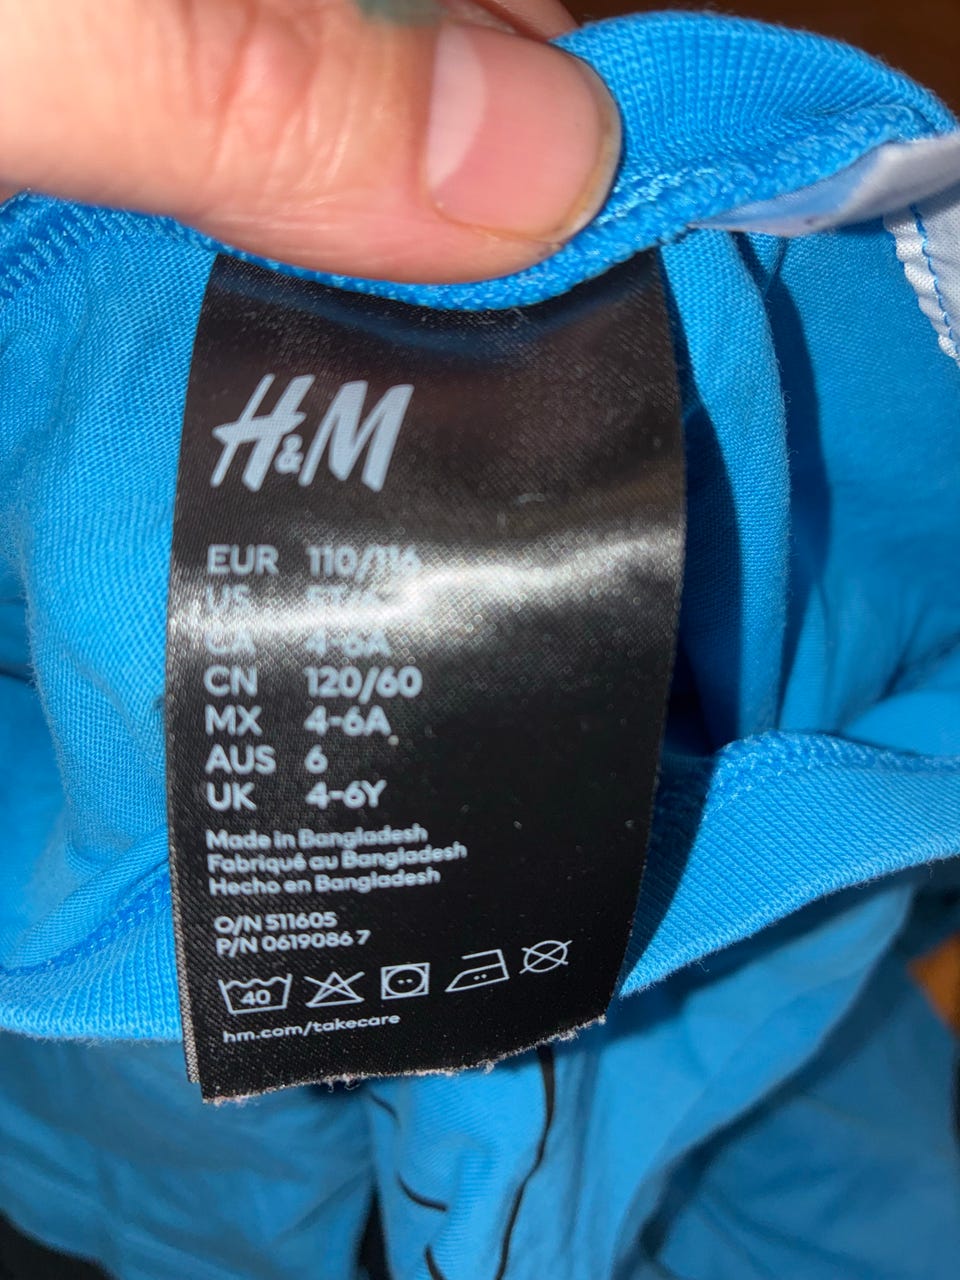 H&M
EUR 110/116
US
CA 4-6A
CN 120/60
MX 4-6A
AUS 6
UK 4-6Y
Made in Bangladesh
Fabriqué au Bangladesh
Hecho en Bangladesh
O/N 511605
P/N 0619086 7
40
hm.com/takecare